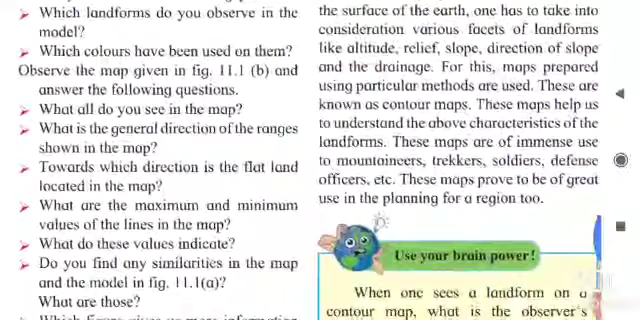 ➢ Which landforms do you observe in the
model?
➢ Which colours have been used on them?
Observe the map given in fig. 11.1 (b) and
answer the following questions.
➢ What all do you see in the map?
➢ What is the general direction of the ranges
shown in the map?
➢ Towards which direction is the flat land
located in the map?
➢ What are the maximum and minimum
values of the lines in the map?
➢ What do these values indicate?
➢ Do you find any similarities in the map
and the model in fig. 11.1(a)?
What are those?
the surface of the earth, one has to take into
consideration various facets of landforms
like altitude, relief, slope, direction of slope
and the drainage. For this, maps prepared
using particular methods are used. These are
known as contour maps. These maps help us
to understand the above characteristics of the
landforms. These maps are of immense use
to mountaineers, trekkers, soldiers, defense
officers, etc. These maps prove to be of great
use in the planning for a region too.
Use your brain power!
When one sees a landform on a
contour map, what is the observer's